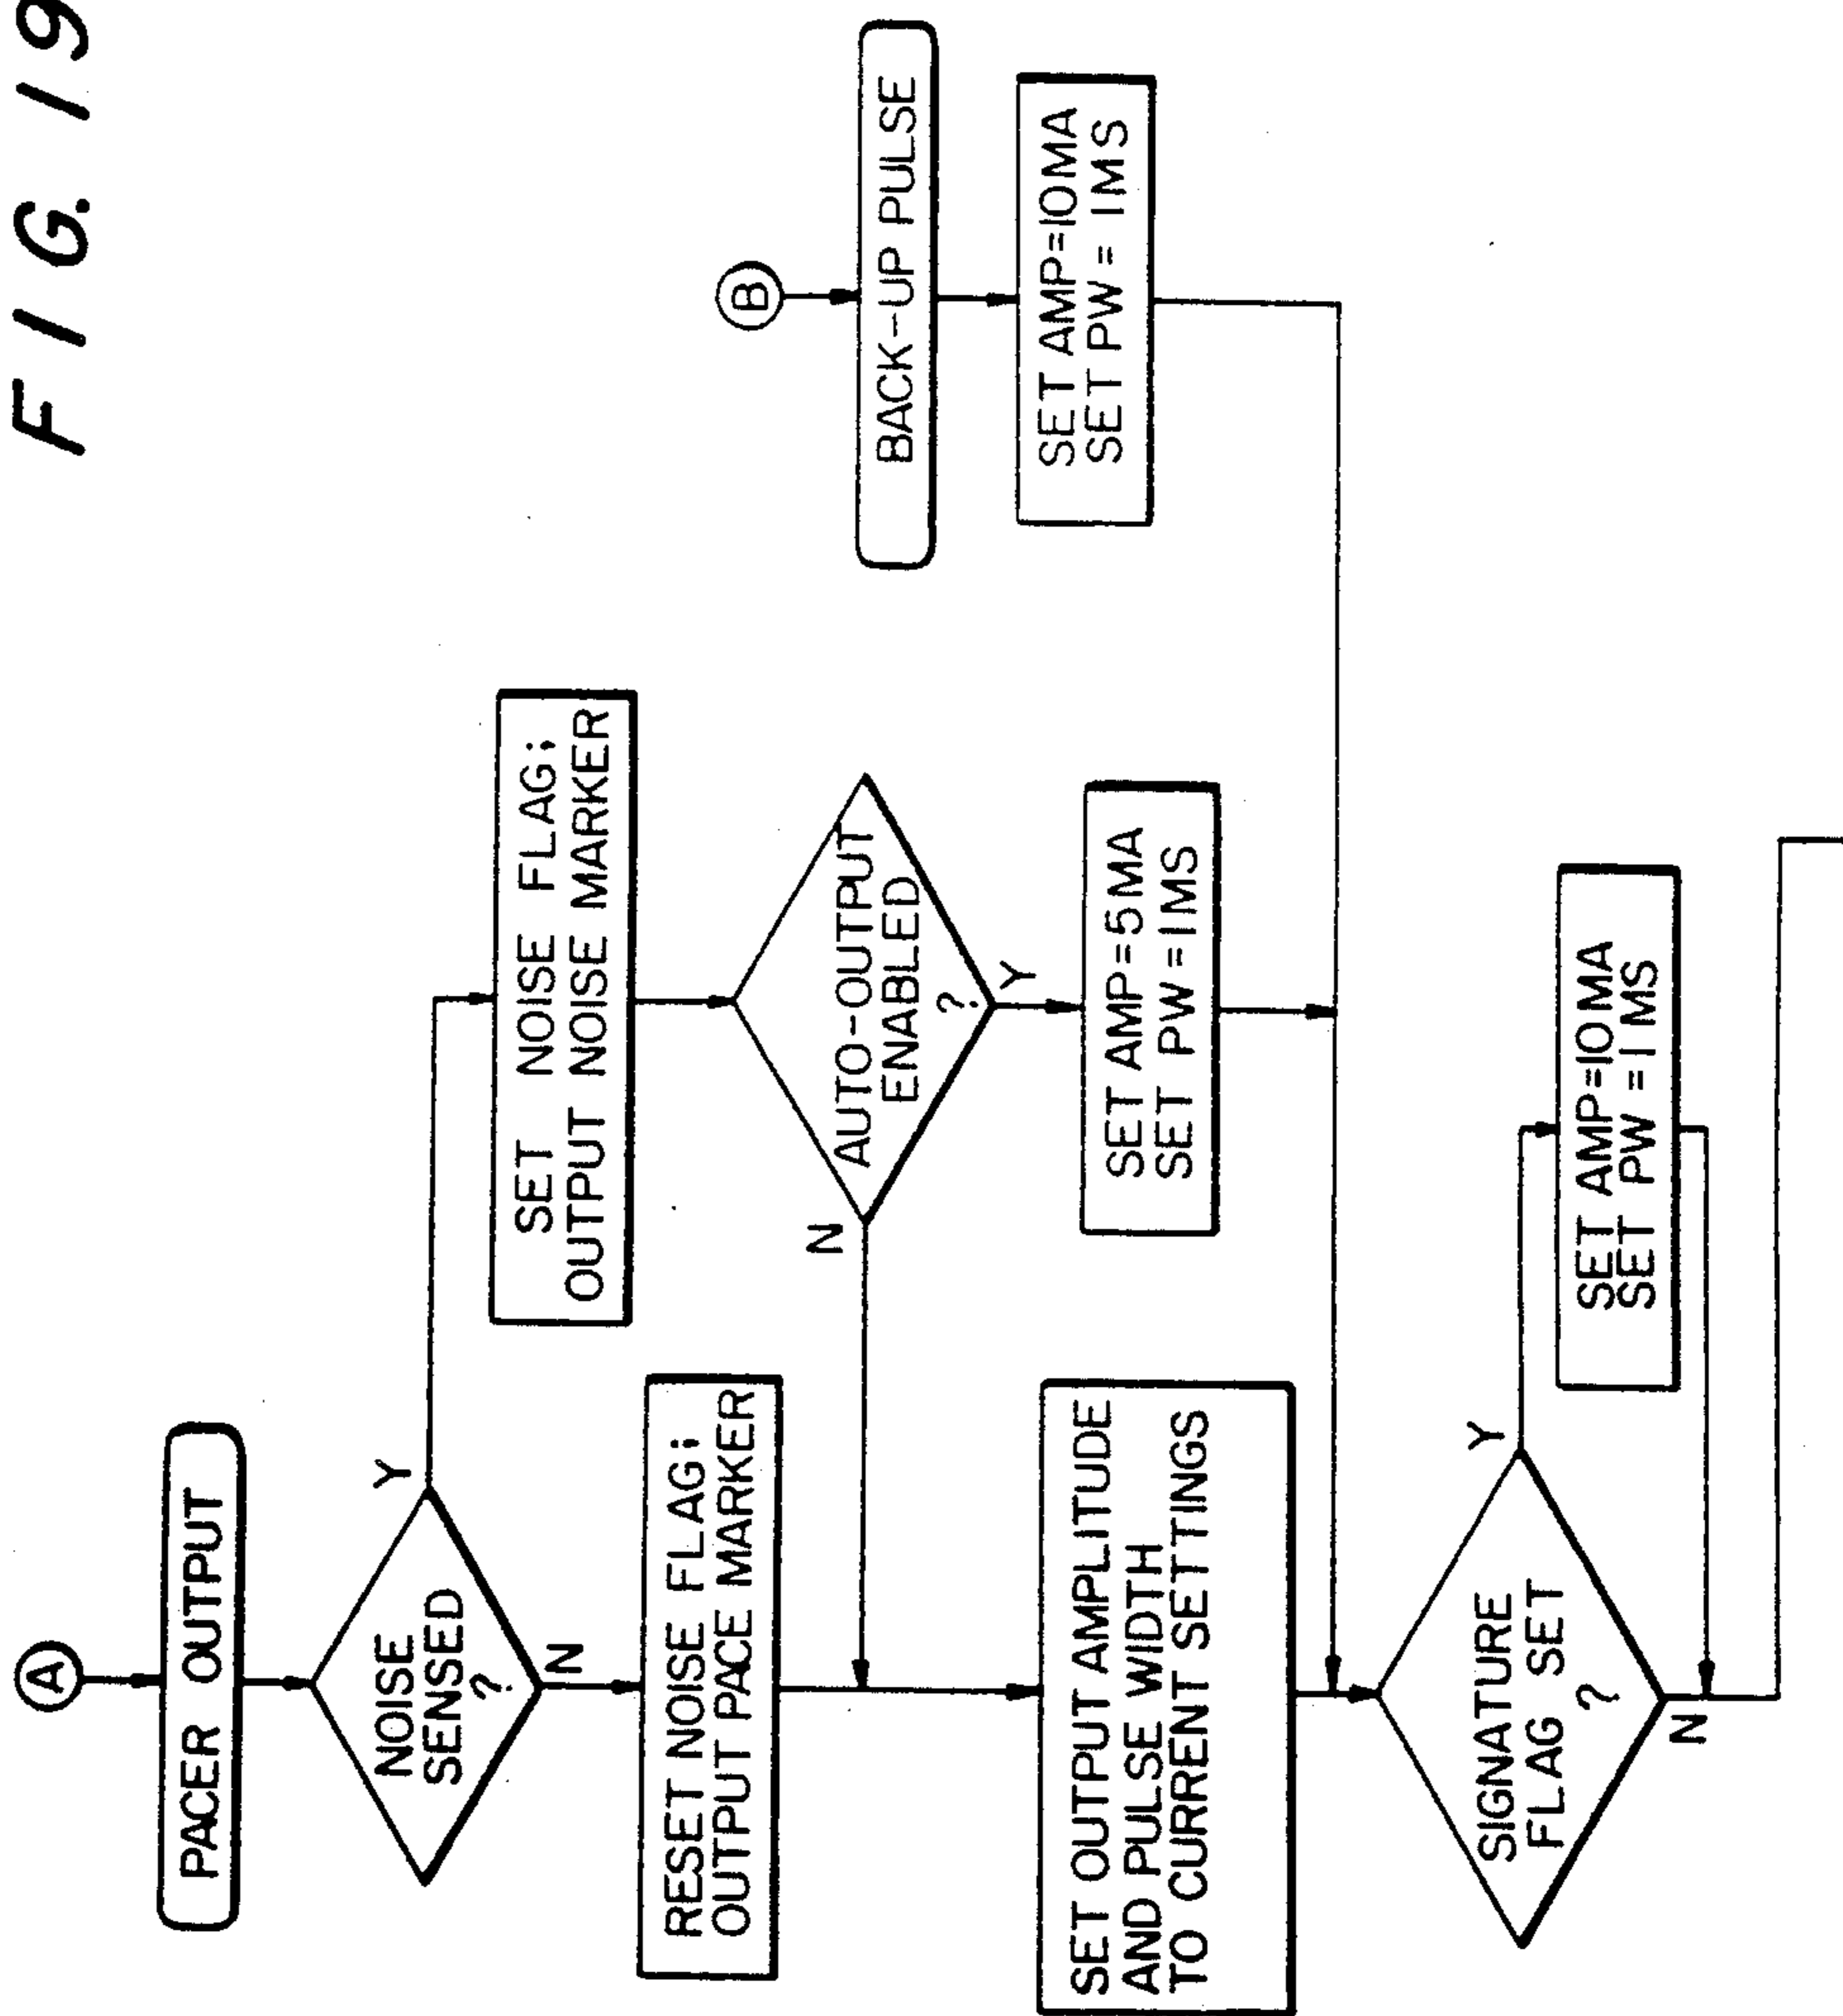 FIG. 19
A
PACER OUTPUT
NOISE
SENSED
?
Y
N
SET NOISE FLAG;
OUTPUT NOISE MARKER
RESET NOISE FLAG;
OUTPUT PACE MARKER
AUTO-OUTPUT
ENABLED
?
N
Y
B
BACK-UP PULSE
SET AMP=10MA
SET PW = 1MS
SET AMP=5MA
SET PW =1MS
SET OUTPUT AMPLITUDE
AND PULSE WIDTH
TO CURRENT SETTINGS
SIGNATURE
FLAG SET
?
Y
N
SET AMP=10MA
SET PW =1 MS